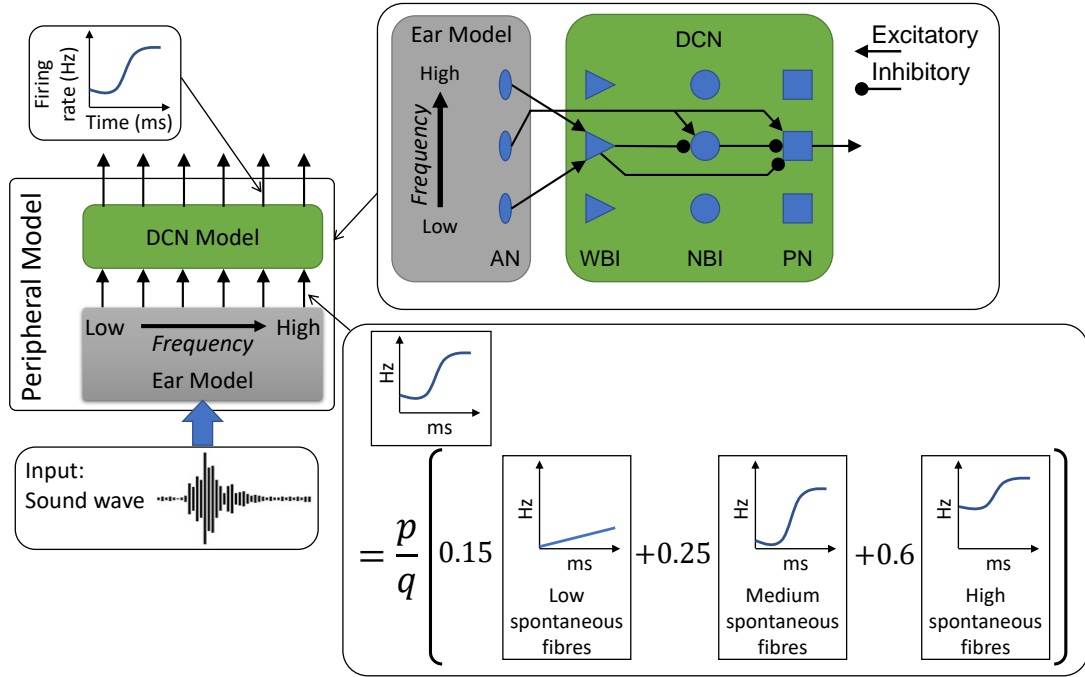 Firing
rate (Hz)
Time (ms)
Peripheral Model
DCN Model
Low
High
Frequency
Ear Model
Input:
Sound wave
Ear Model
High
Frequency
Low
AN
DCN
WBI
NBI
PN
Excitatory
Inhibitory
Hz
ms
= p/q ( 0.15
Hz
ms
Low
spontaneous
fibres
+0.25
Hz
ms
Medium
spontaneous
fibres
+0.6
Hz
ms
High
spontaneous
fibres
)